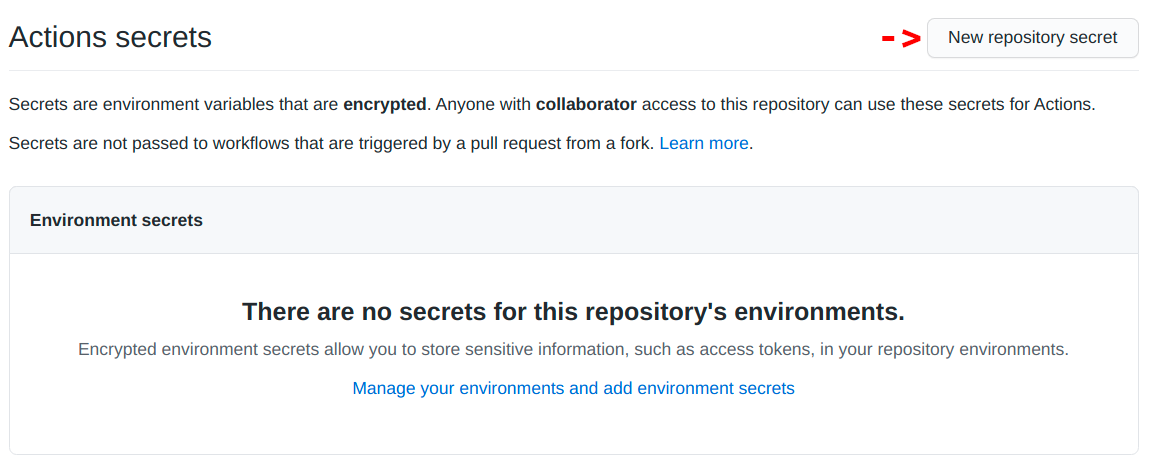 Actions secrets
-> New repository secret
Secrets are environment variables that are encrypted. Anyone with collaborator access to this repository can use these secrets for Actions.
Secrets are not passed to workflows that are triggered by a pull request from a fork. Learn more.
Environment secrets
There are no secrets for this repository's environments.
Encrypted environment secrets allow you to store sensitive information, such as access tokens, in your repository environments.
Manage your environments and add environment secrets